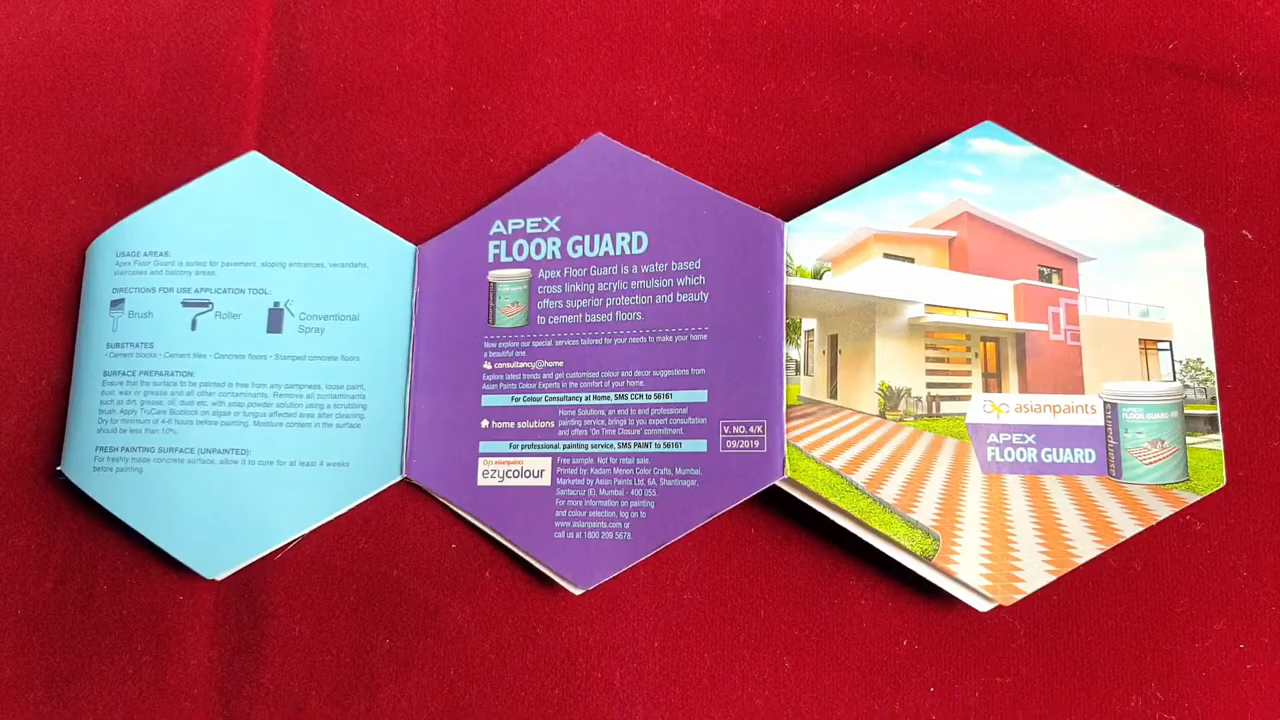 USAGE AREAS:
Apex Floor Guard is suited for pavement, sloping entrances, verandahs,
staircases and balcony areas.
DIRECTIONS FOR USE APPLICATION TOOL:
Brush
Roller
Conventional
Spray
SUBSTRATES
• Cement blocks • Cement tiles • Concrete floors • Stamped concrete floors
SURFACE PREPARATION:
Ensure that the surface to be painted is free from any dampness, loose paint,
dust, wax or grease and all other contaminants. Remove all contaminants
such as dirt, grease, oil, dust etc. with soap powder solution using a scrubbing
brush. Apply TruCare Bioblock on algae or fungus affected area after cleaning.
Dry for minimum of 4-6 hours before painting. Moisture content in the surface
should be less than 10%.
FRESH PAINTING SURFACE (UNPAINTED):
For freshly made concrete surface, allow it to cure for at least 4 weeks
before painting.
APEX
FLOOR GUARD
Apex Floor Guard is a water based
cross linking acrylic emulsion which
offers superior protection and beauty
to cement based floors.
asianpaints
Now explore our special, services tailored for your needs to make your home
a beautiful one.
consultancy@home
Explore latest trends and get customised colour and decor suggestions from
Asian Paints Colour Experts in the comfort of your home.
For Colour Consultancy at Home, SMS CCH to 56161
home solutions
Home Solutions, an end to end professional
painting service, brings to you expert consultation
and offers 'On Time Closure' commitment.
For professional, painting service, SMS PAINT to 56161
asianpaints
ezycolour
Free sample. Not for retail sale.
Printed by: Kadam Menon Color Crafts, Mumbai.
Marketed by Asian Paints Ltd, 6A, Shantinagar,
Santacruz (E), Mumbai - 400 055.
For more information on painting
and colour selection, log on to
www.asianpaints.com or
call us at 1800 209 5678.
V. NO. 4/K
09/2019
asianpaints
APEX
FLOOR GUARD
APEX
FLOOR GUARD
asianpaints